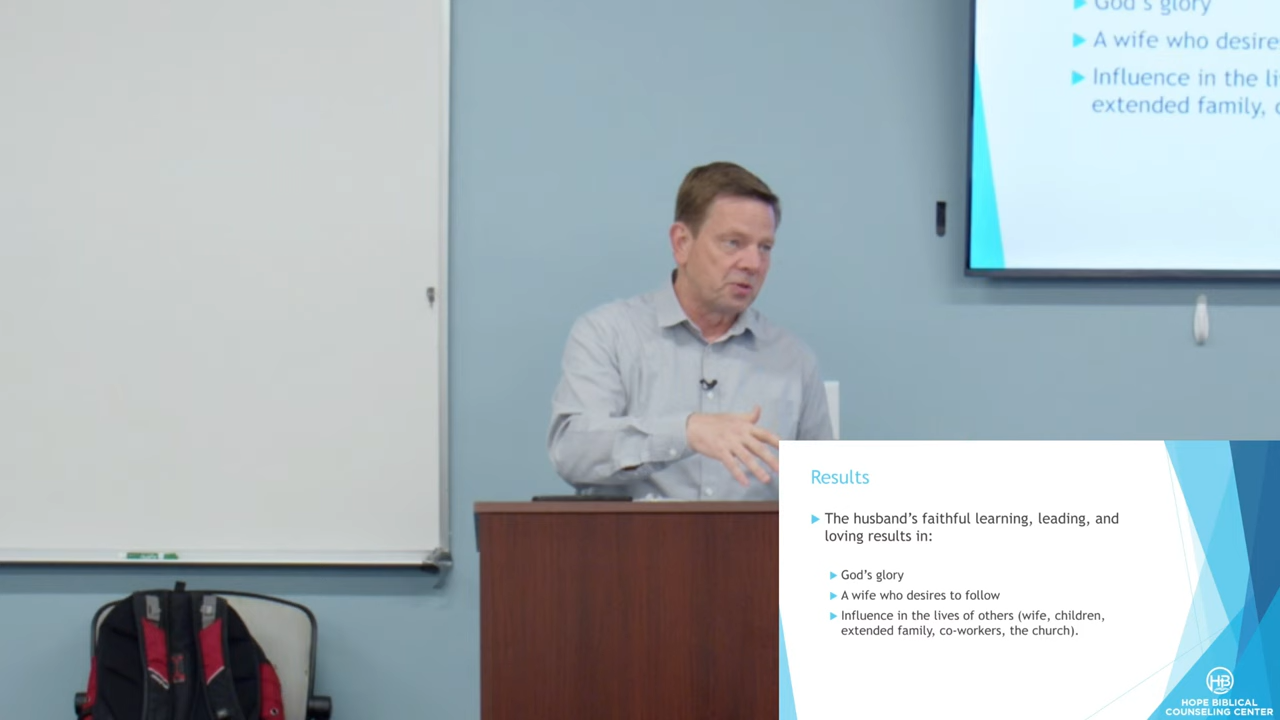 God's glory
A wife who desire
Influence in the li
extended family,
Results
The husband's faithful learning, leading, and
loving results in:
God's glory
A wife who desires to follow
Influence in the lives of others (wife, children,
extended family, co-workers, the church).
HB
HOPE BIBLICAL
COUNSELING CENTER